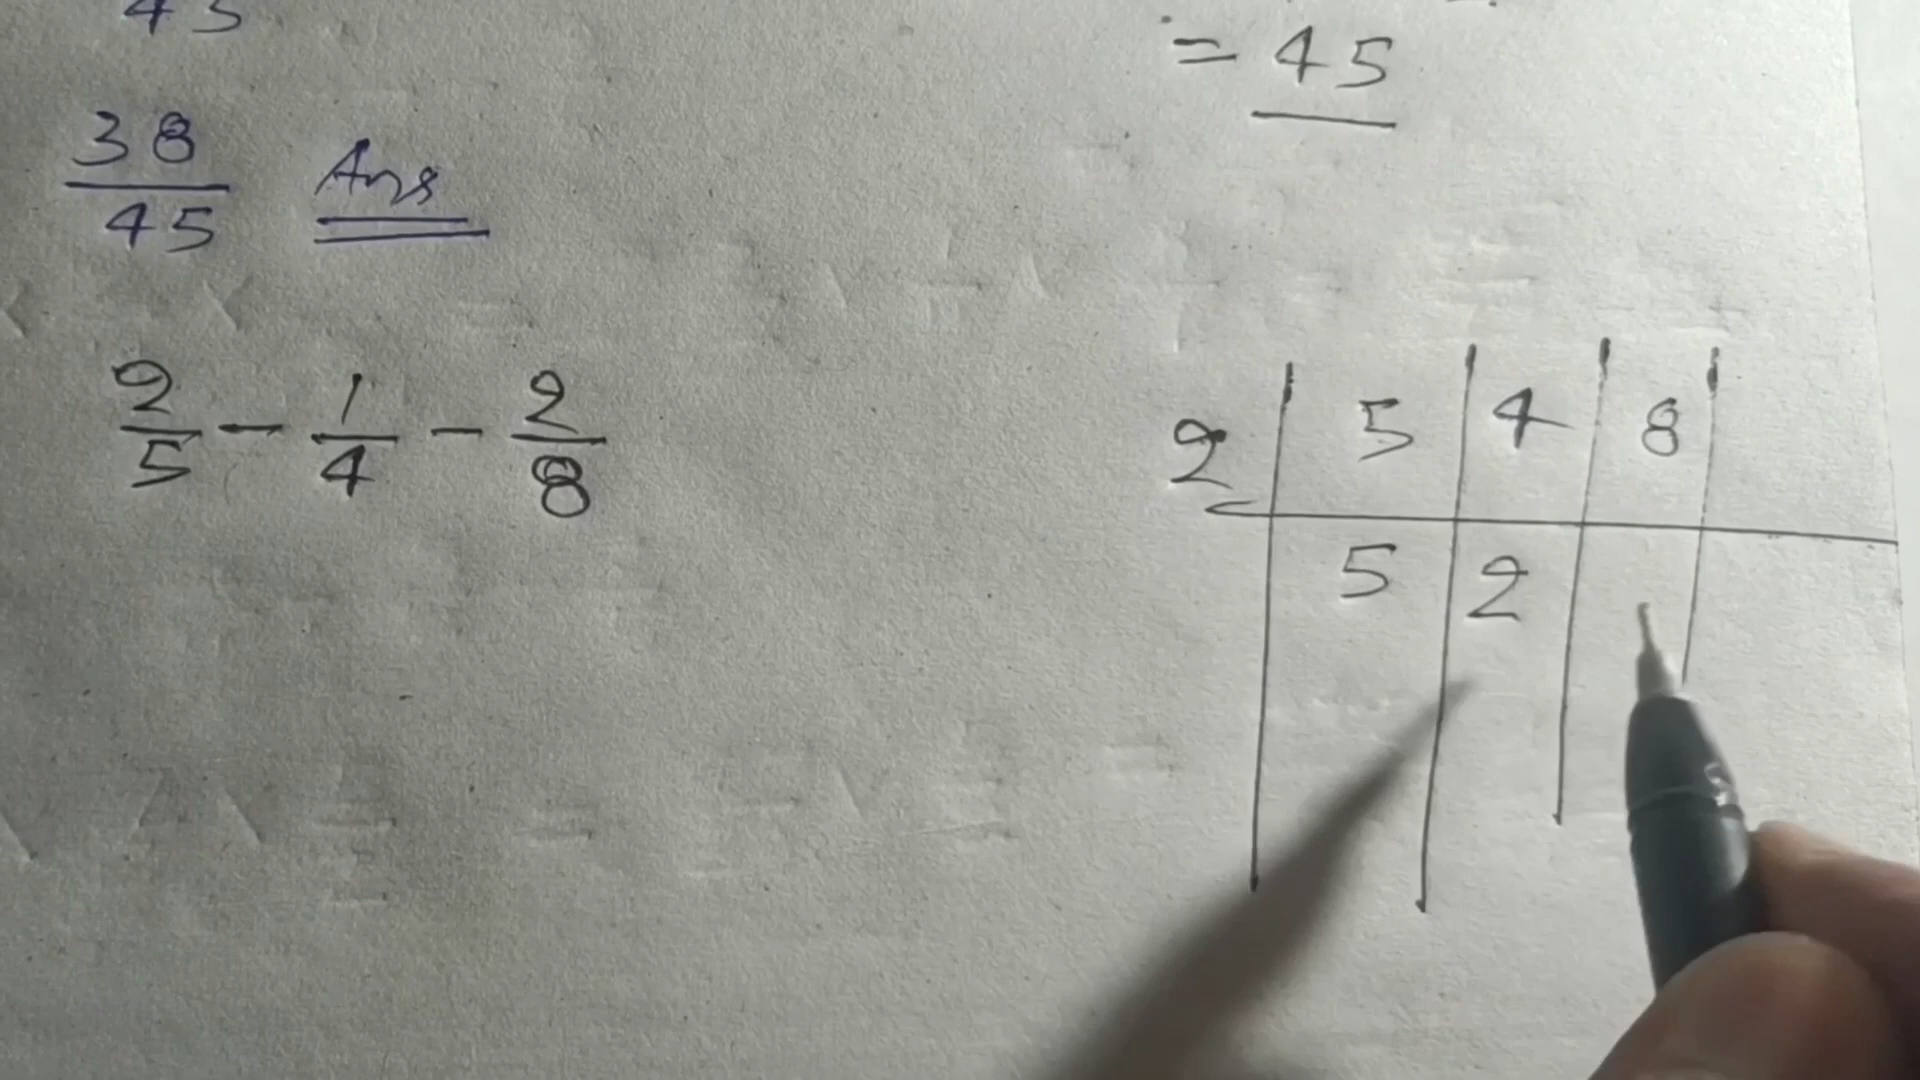 45
= 45
38/45 Ans
2/5 - 1/4 - 2/8
2 | 5 | 4 | 8 |
5 | 2